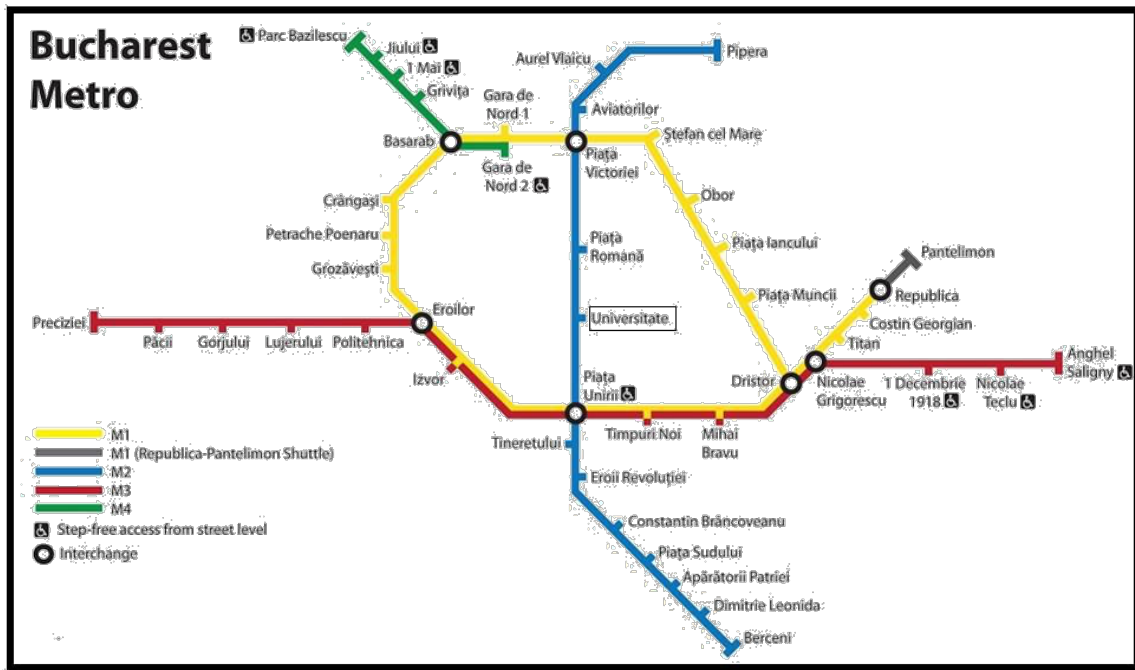 Bucharest
Metro
Parc Bazilescu
Jiului
1 Mai
Grivița
Gara de
Nord 1
Basarab
Gara de
Nord 2
Aurel Vlaicu
Pipera
Aviatorilor
Piața
Victoriei
Ștefan cel Mare
Crângași
Petrache Poenaru
Grozăvești
Obor
Piața
Romană
Piața Iancului
Pantelimon
Republica
Piața Muncii
Universitate
Costin Georgian
Titan
Preciziei
Păcii
Gorjului
Lujerului
Politehnica
Eroilor
Izvor
Piața
Unirii
Dristor
Nicolae
Grigorescu
1 Decembrie
1918
Nicolae
Teclu
Anghel
Saligny
Timpuri Noi
Mihai
Bravu
Tineretului
Eroii Revoluției
Constantin Brâncoveanu
Piața Sudului
Apărătorii Patriei
Dimitrie Leonida
Berceni
M1
M1 (Republica-Pantelimon Shuttle)
M2
M3
M4
Step-free access from street level
Interchange